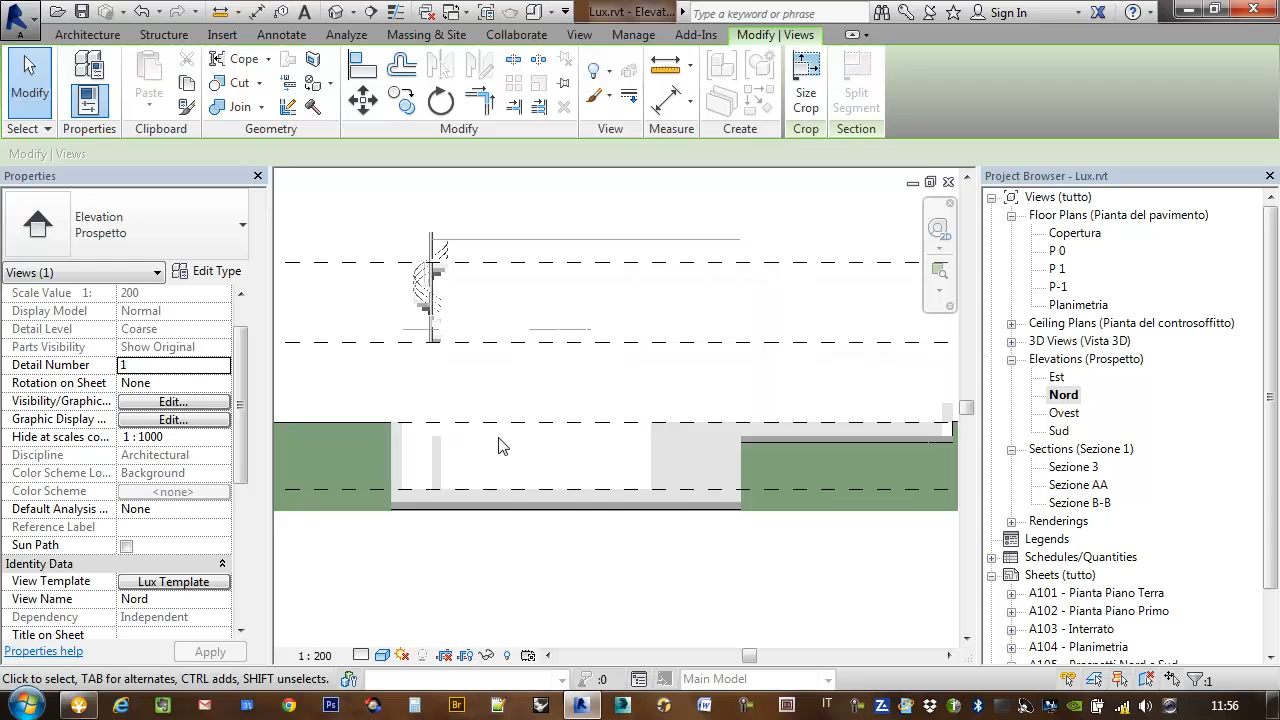 Lux.rvt - Elevat...
Type a keyword or phrase
Sign In
A
Architecture
Structure
Insert
Annotate
Analyze
Massing & Site
Collaborate
View
Manage
Add-Ins
Modify | Views
Modify
Paste
Cope
Cut
Join
Size
Crop
Split
Segment
Select
Properties
Clipboard
Geometry
Modify
View
Measure
Create
Crop
Section
Modify | Views
Properties
Elevation
Prospetto
Views (1)
Edit Type
Scale Value 1: 200
Display Model Normal
Detail Level Coarse
Parts Visibility Show Original
Detail Number 1
Rotation on Sheet None
Visibility/Graphic... Edit...
Graphic Display ... Edit...
Hide at scales co... 1 : 1000
Discipline Architectural
Color Scheme Lo... Background
Color Scheme <none>
Default Analysis ... None
Reference Label
Sun Path
Identity Data
View Template Lux Template
View Name Nord
Dependency Independent
Title on Sheet
Properties help
Apply
2D
1 : 200
Project Browser - Lux.rvt
Views (tutto)
Floor Plans (Pianta del pavimento)
Copertura
P 0
P 1
P-1
Planimetria
Ceiling Plans (Pianta del controsoffitto)
3D Views (Vista 3D)
Elevations (Prospetto)
Est
Nord
Ovest
Sud
Sections (Sezione 1)
Sezione 3
Sezione AA
Sezione B-B
Renderings
Legends
Schedules/Quantities
Sheets (tutto)
A101 - Pianta Piano Terra
A102 - Pianta Piano Primo
A103 - Interrato
A104 - Planimetria
A105 - Prospetti Nord e Sud
Click to select, TAB for alternates, CTRL adds, SHIFT unselects.
:0
Main Model
:1
Ps
Br
W
IT
11:56